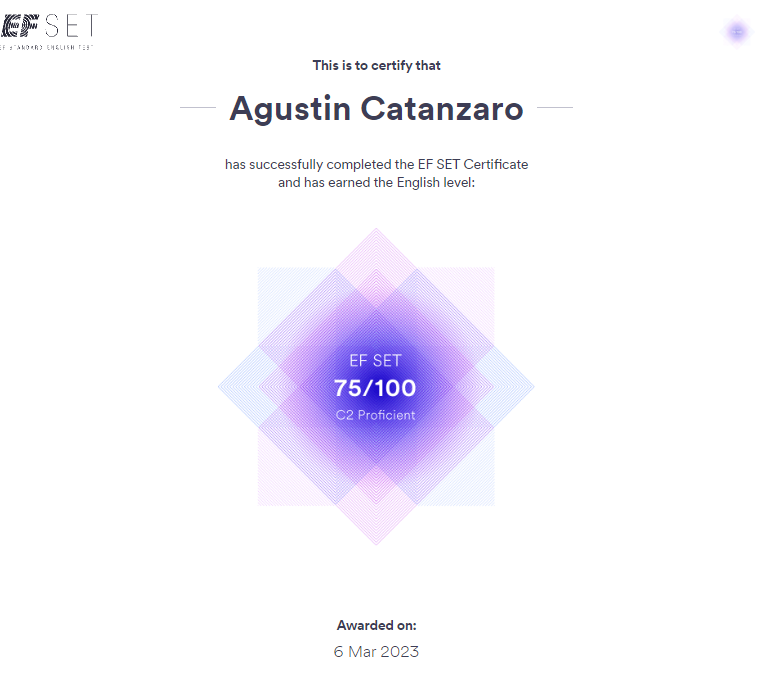 EF SET
EF STANDARD ENGLISH TEST
This is to certify that
Agustin Catanzaro
has successfully completed the EF SET Certificate
and has earned the English level:
EF SET
75/100
C2 Proficient
Awarded on:
6 Mar 2023